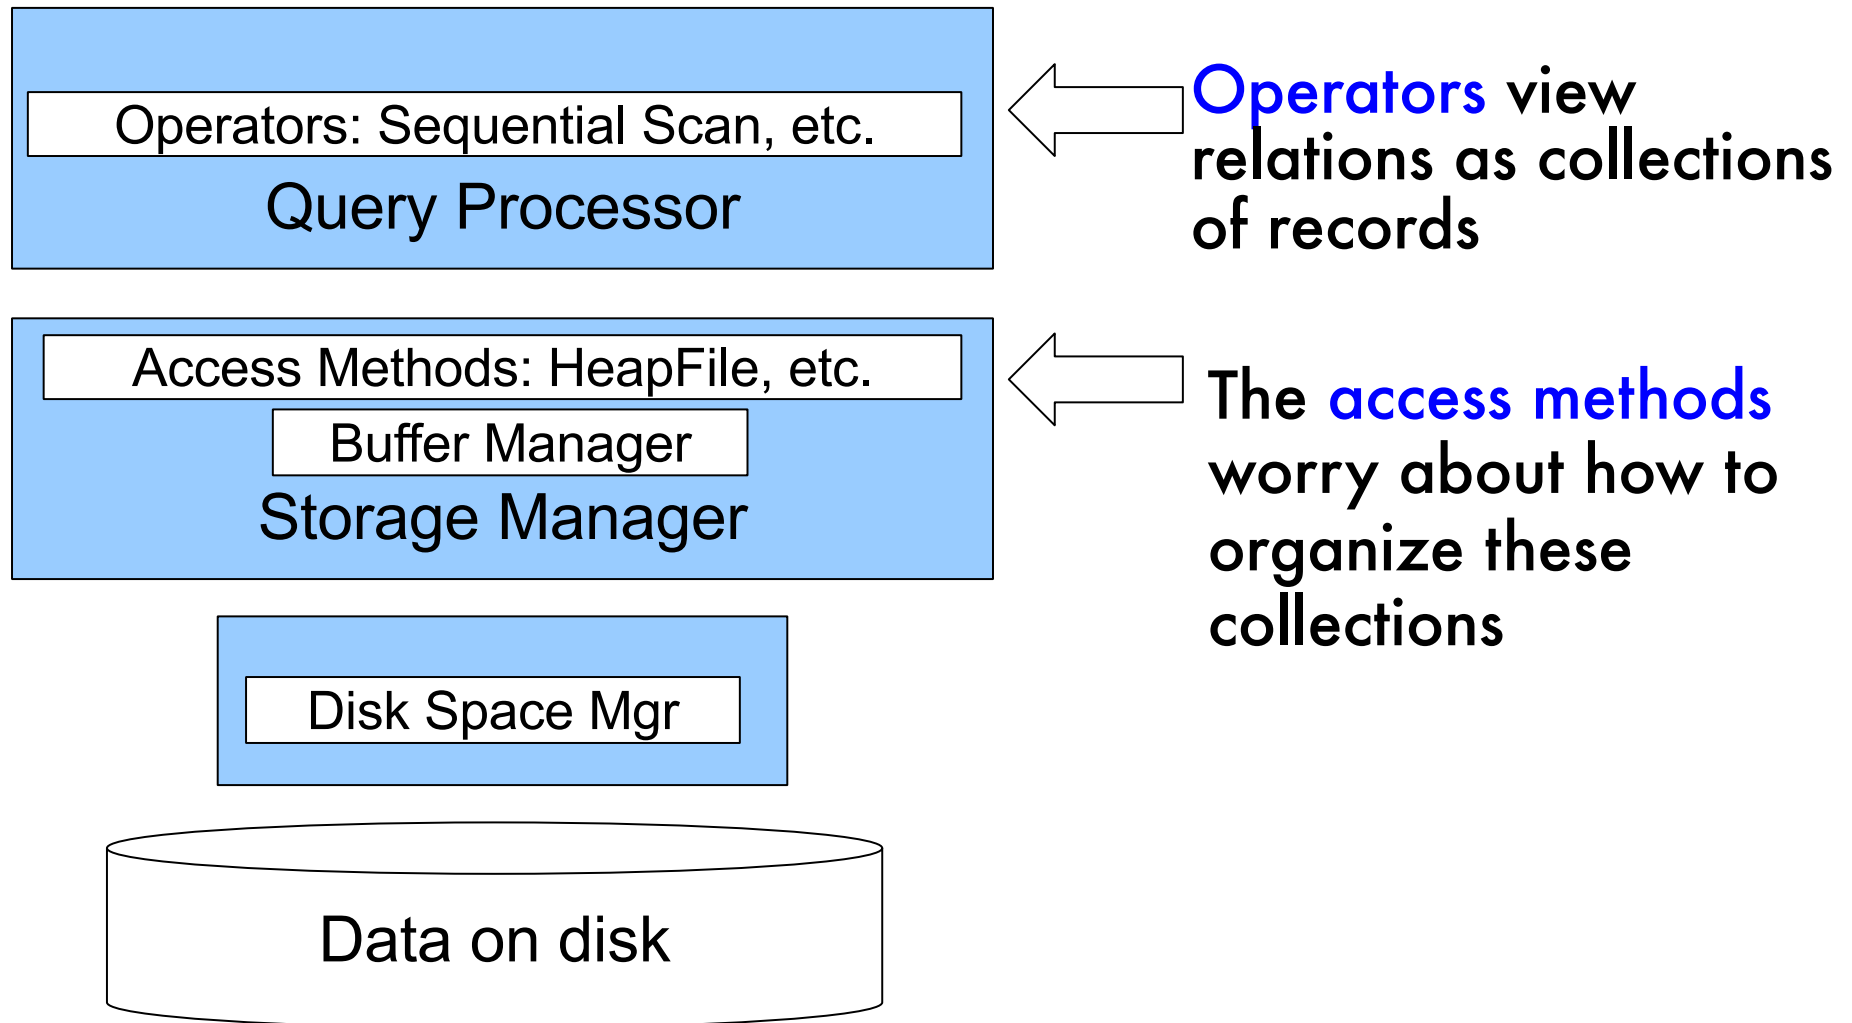 Operators: Sequential Scan, etc.
Query Processor
Operators view
relations as collections
of records
Access Methods: HeapFile, etc.
Buffer Manager
Storage Manager
The access methods
worry about how to
organize these
collections
Disk Space Mgr
Data on disk